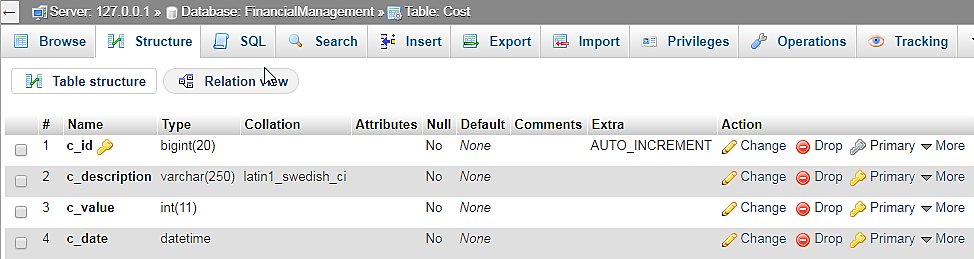 Server: 127.0.0.1 » Database: FinancialManagement » Table: Cost
Browse Structure SQL Search Insert Export Import Privileges Operations Tracking
Table structure Relation view
# Name Type Collation Attributes Null Default Comments Extra Action
1 c_id bigint(20) No None AUTO_INCREMENT Change Drop Primary More
2 c_description varchar(250) latin1_swedish_ci No None Change Drop Primary More
3 c_value int(11) No None Change Drop Primary More
4 c_date datetime No None Change Drop Primary More